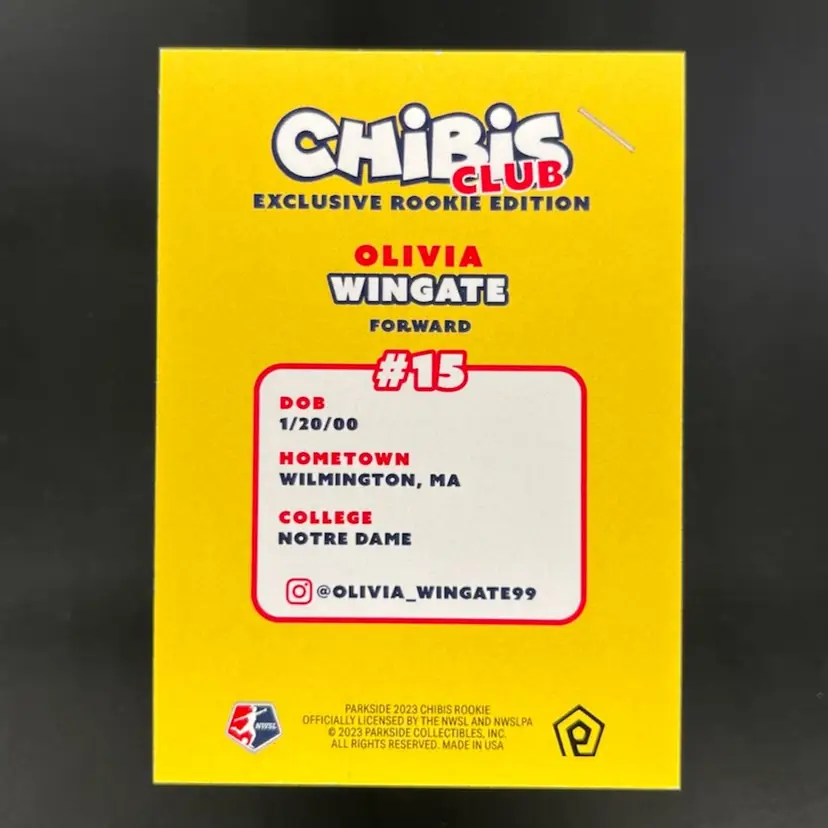 CHiBiS
CLUB
EXCLUSIVE ROOKIE EDITION
OLIVIA
WINGATE
FORWARD
#15
DOB
1/20/00
HOMETOWN
WILMINGTON, MA
COLLEGE
NOTRE DAME
@OLIVIA_WINGATE99
NWSL
PARKSIDE 2023 CHIBIS ROOKIE
OFFICIALLY LICENSED BY THE NWSL AND NWSLPA
© 2023 PARKSIDE COLLECTIBLES, INC.
ALL RIGHTS RESERVED. MADE IN USA